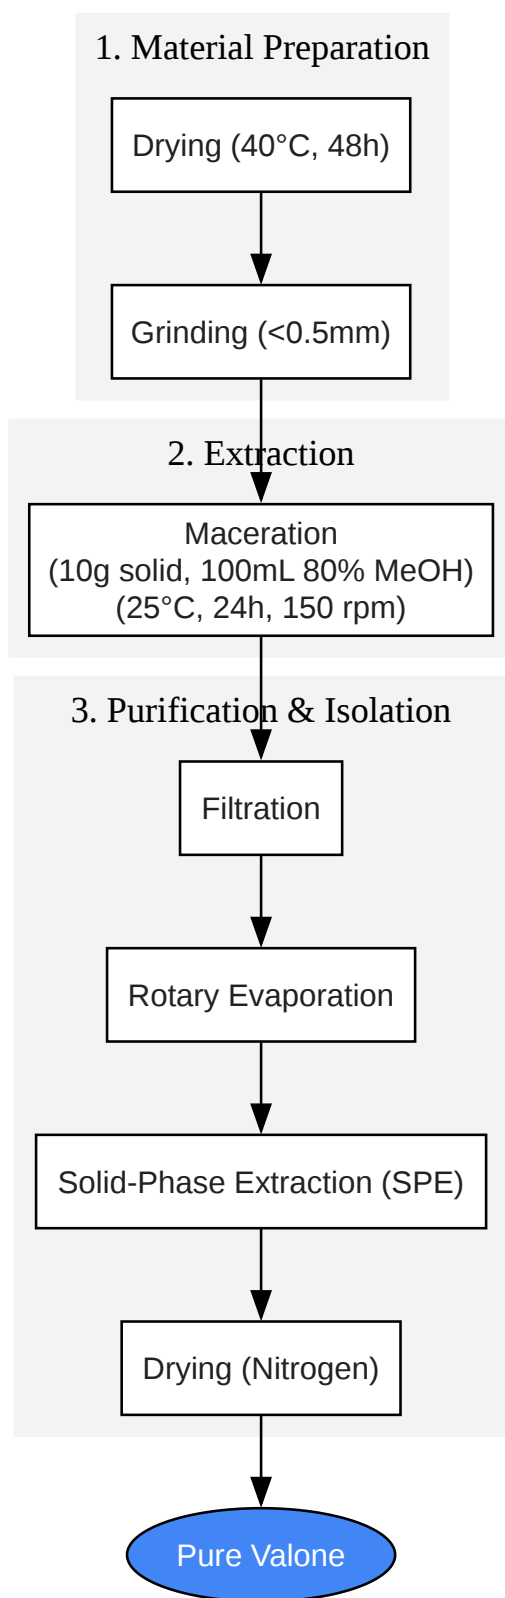 1. Material Preparation
Drying (40°C, 48h)
Grinding (<0.5mm)
2. Extraction
Maceration
(10g solid, 100mL 80% MeOH)
(25°C, 24h, 150 rpm)
3. Purification & Isolation
Filtration
Rotary Evaporation
Solid-Phase Extraction (SPE)
Drying (Nitrogen)
Pure Valone